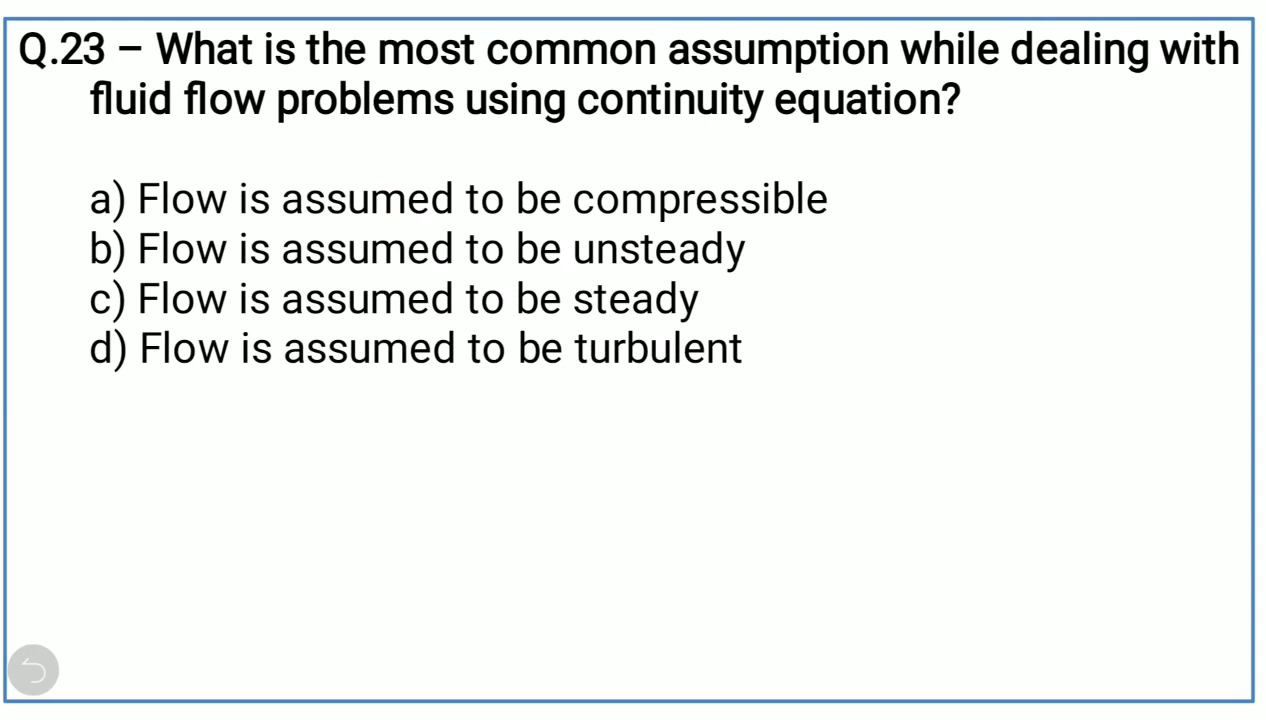 Q.23 – What is the most common assumption while dealing with
fluid flow problems using continuity equation?
a) Flow is assumed to be compressible
b) Flow is assumed to be unsteady
c) Flow is assumed to be steady
d) Flow is assumed to be turbulent